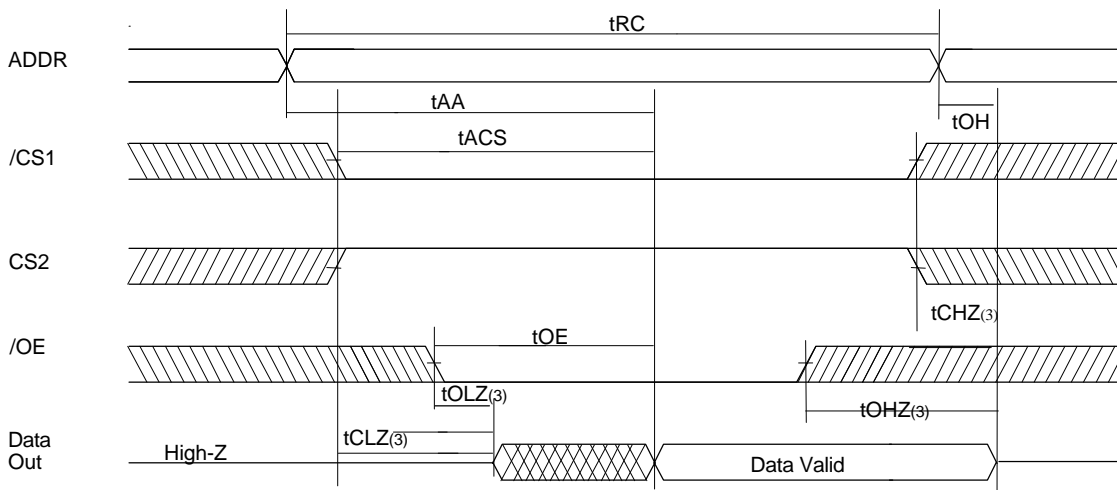 tRC
ADDR
tAA
tOH
tACS
/CS1
CS2
tCHZ(3)
tOE
/OE
tOLZ(3)
tOHZ(3)
tCLZ(3)
Data
Out
High-Z
Data Valid